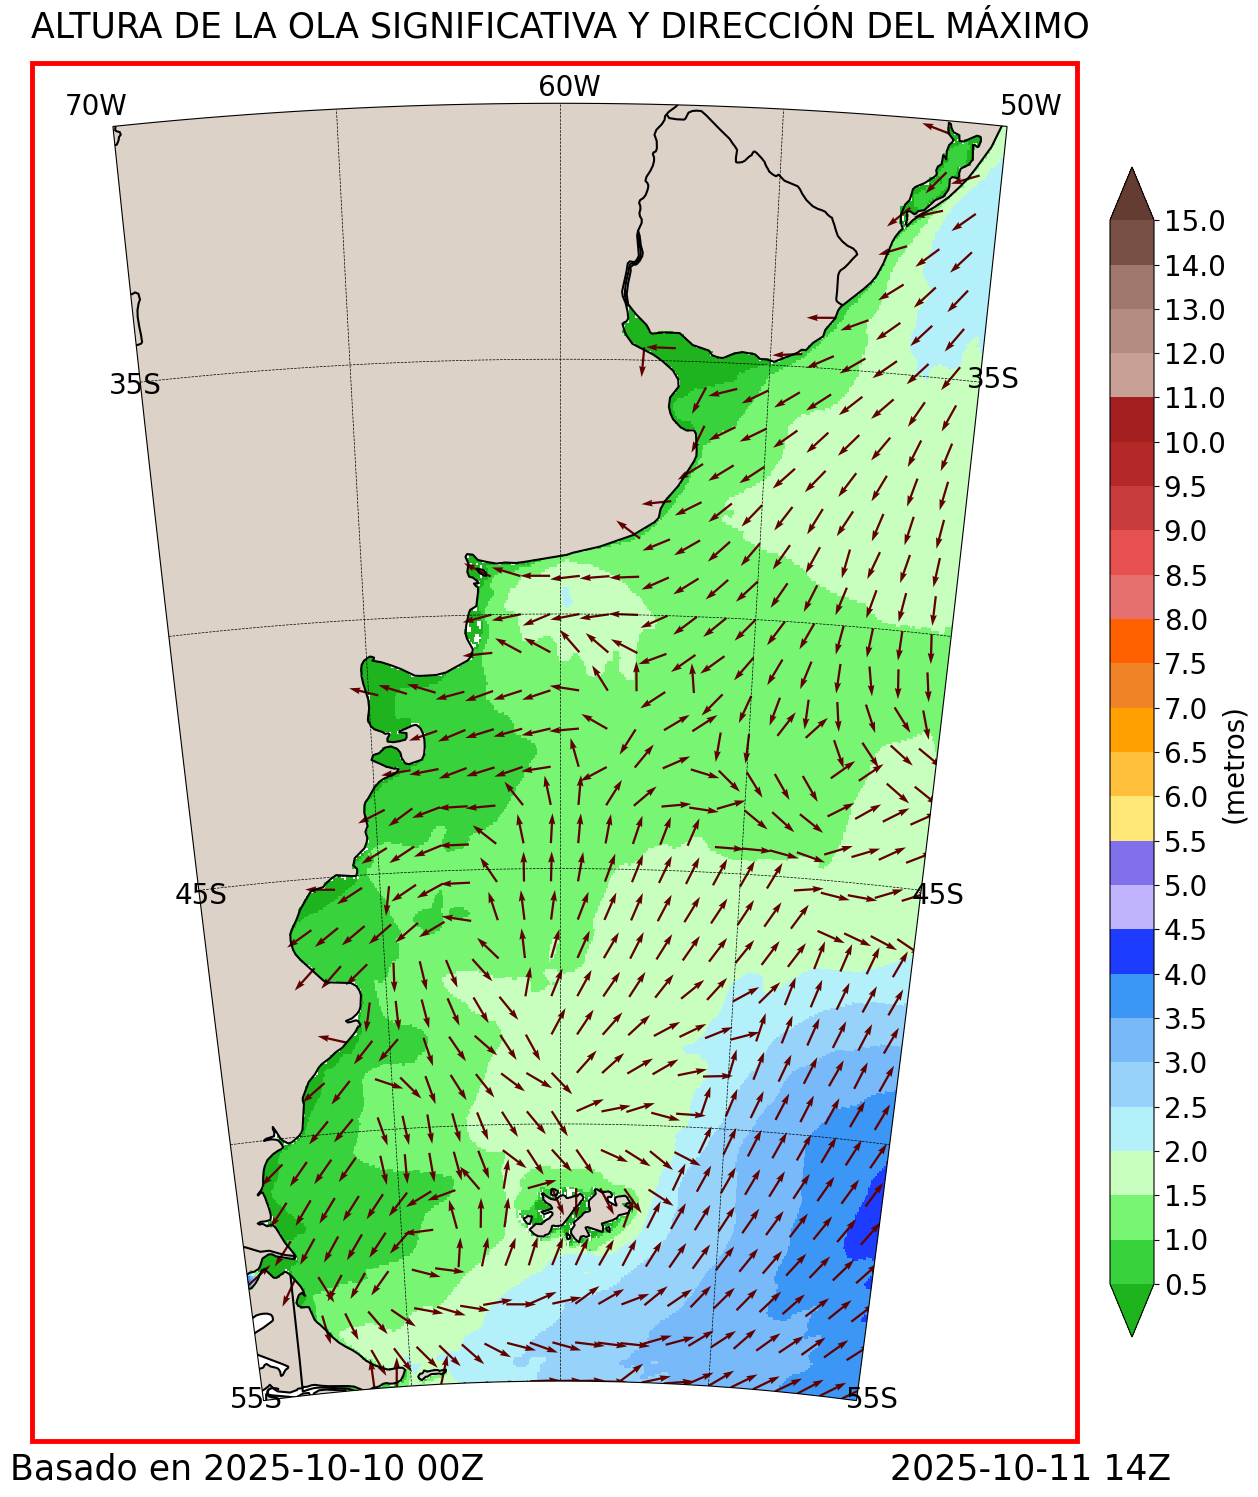 ALTURA DE LA OLA SIGNIFICATIVA Y DIRECCIÓN DEL MÁXIMO
70W
60W
50W
35S
35S
45S
45S
55S
55S
15.0
14.0
13.0
12.0
11.0
10.0
9.5
9.0
8.5
8.0
7.5
7.0
6.5
6.0
5.5
5.0
4.5
4.0
3.5
3.0
2.5
2.0
1.5
1.0
0.5
(metros)
Basado en 2025-10-10 00Z
2025-10-11 14Z